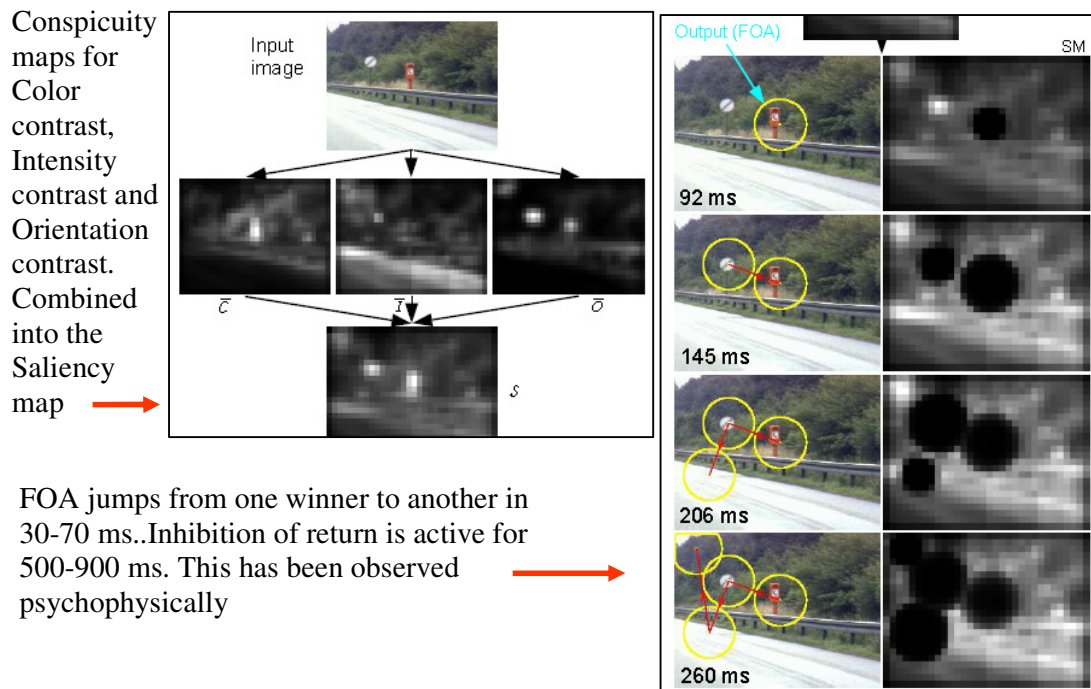 Conspicuity
maps for
Color
contrast,
Intensity
contrast and
Orientation
contrast.
Combined
into the
Saliency
map
Input
image
C̅
I̅
O̅
S
FOA jumps from one winner to another in
30-70 ms..Inhibition of return is active for
500-900 ms. This has been observed
psychophysically
Output (FOA)
SM
92 ms
145 ms
206 ms
260 ms